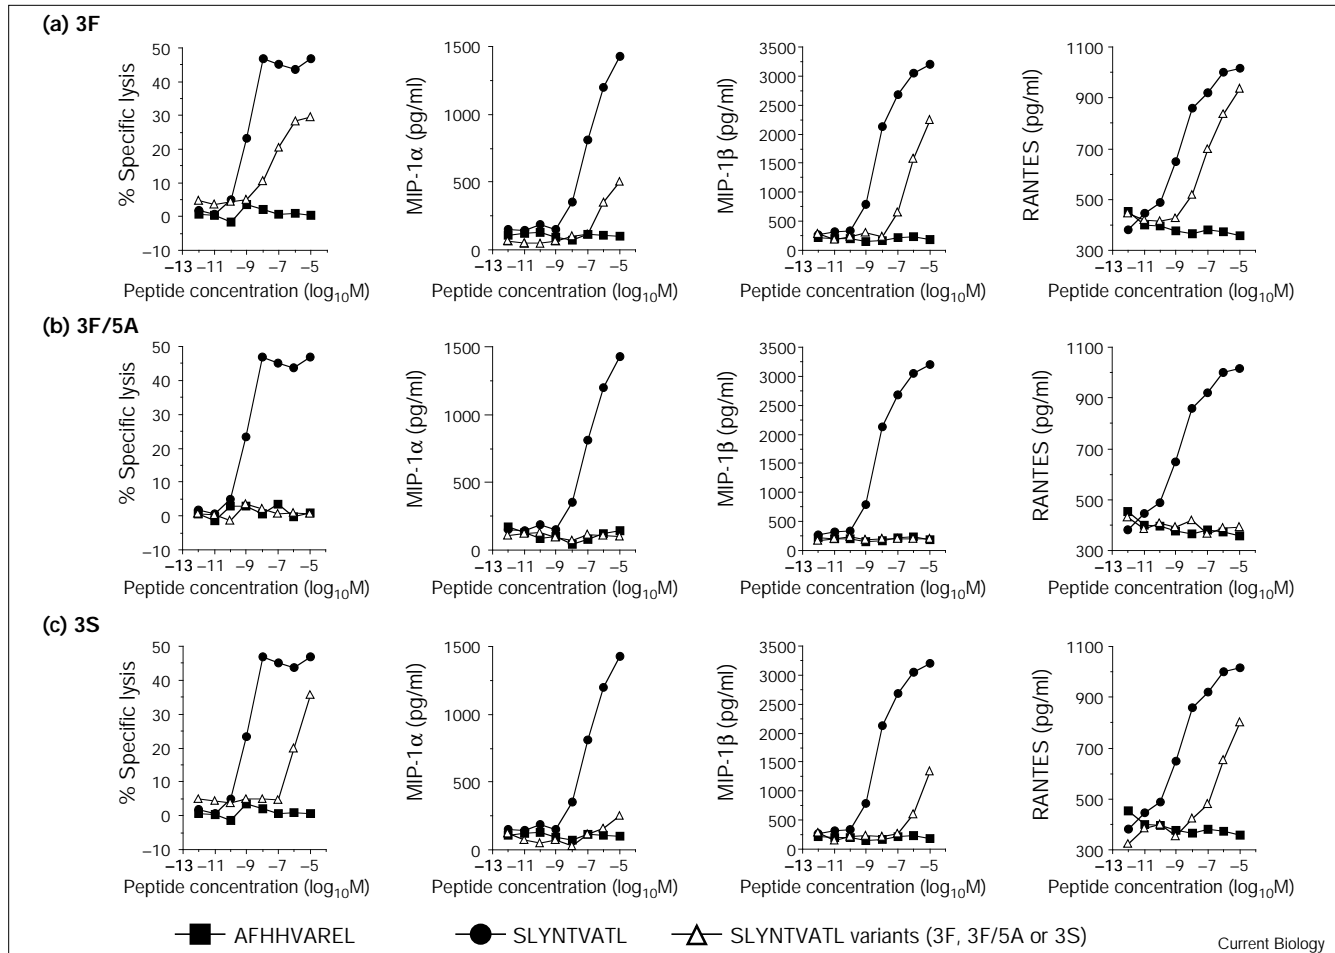 (a) 3F
% Specific lysis
50
40
30
20
10
0
−10
−13 −11 −9 −7 −5
Peptide concentration (log10M)
MIP-1α (pg/ml)
1500
1000
500
0
−13 −11 −9 −7 −5
Peptide concentration (log10M)
MIP-1β (pg/ml)
3500
3000
2500
2000
1500
1000
500
0
−13 −11 −9 −7 −5
Peptide concentration (log10M)
RANTES (pg/ml)
1100
900
700
500
300
−13 −11 −9 −7 −5
Peptide concentration (log10M)
(b) 3F/5A
% Specific lysis
50
40
30
20
10
0
−10
−13 −11 −9 −7 −5
Peptide concentration (log10M)
MIP-1α (pg/ml)
1500
1000
500
0
−13 −11 −9 −7 −5
Peptide concentration (log10M)
MIP-1β (pg/ml)
3500
3000
2500
2000
1500
1000
500
0
−13 −11 −9 −7 −5
Peptide concentration (log10M)
RANTES (pg/ml)
1100
900
700
500
300
−13 −11 −9 −7 −5
Peptide concentration (log10M)
(c) 3S
% Specific lysis
50
40
30
20
10
0
−10
−13 −11 −9 −7 −5
Peptide concentration (log10M)
MIP-1α (pg/ml)
1500
1000
500
0
−13 −11 −9 −7 −5
Peptide concentration (log10M)
MIP-1β (pg/ml)
3500
3000
2500
2000
1500
1000
500
0
−13 −11 −9 −7 −5
Peptide concentration (log10M)
RANTES (pg/ml)
1100
900
700
500
300
−13 −11 −9 −7 −5
Peptide concentration (log10M)
AFHHVAREL
SLYNTVATL
SLYNTVATL variants (3F, 3F/5A or 3S)
Current Biology